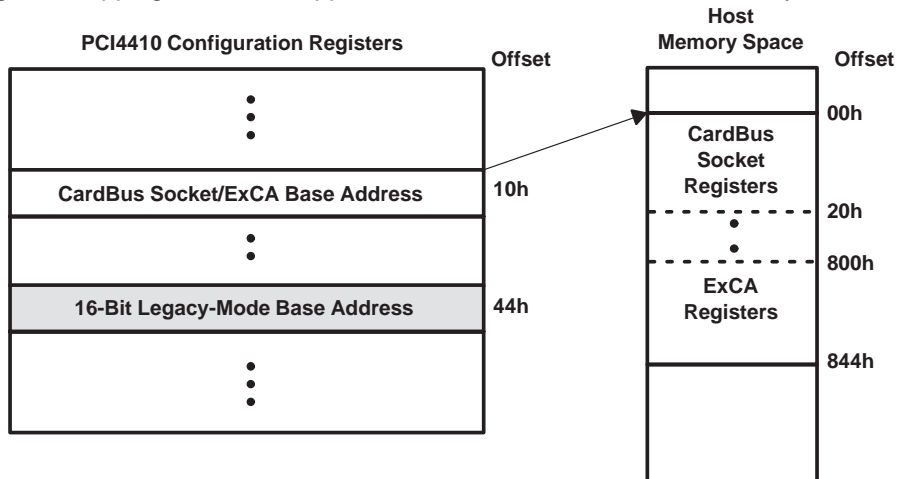 PCI4410 Configuration Registers
Offset
CardBus Socket/ExCA Base Address
10h
16-Bit Legacy-Mode Base Address
44h
Host
Memory Space
Offset
00h
CardBus
Socket
Registers
20h
800h
ExCA
Registers
844h